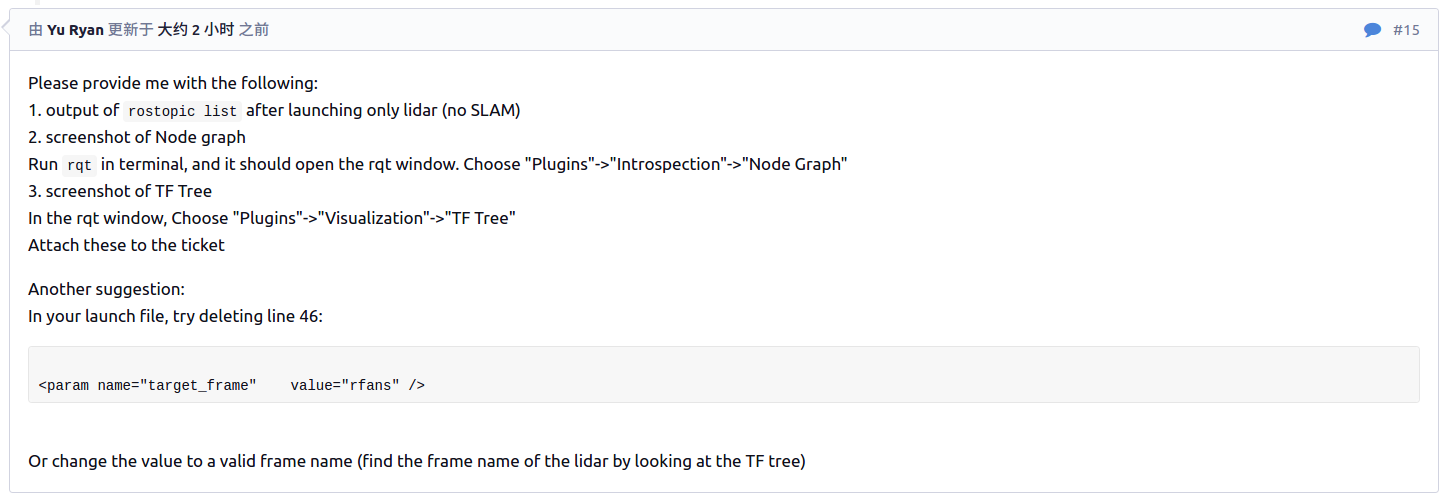 由 Yu Ryan 更新于 大约 2 小时 之前
#15
Please provide me with the following:
1. output of rostopic list after launching only lidar (no SLAM)
2. screenshot of Node graph
Run rqt in terminal, and it should open the rqt window. Choose "Plugins"->"Introspection"->"Node Graph"
3. screenshot of TF Tree
In the rqt window, Choose "Plugins"->"Visualization"->"TF Tree"
Attach these to the ticket
Another suggestion:
In your launch file, try deleting line 46:
<param name="target_frame"    value="rfans" />
Or change the value to a valid frame name (find the frame name of the lidar by looking at the TF tree)